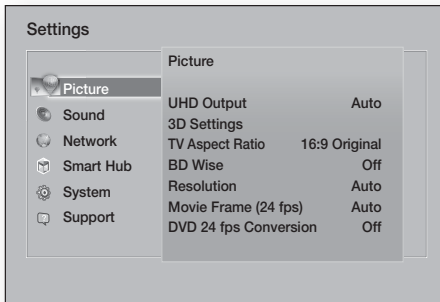 Settings
Picture
Sound
Network
Smart Hub
System
Support
Picture
UHD Output Auto
3D Settings
TV Aspect Ratio 16:9 Original
BD Wise Off
Resolution Auto
Movie Frame (24 fps) Auto
DVD 24 fps Conversion Off